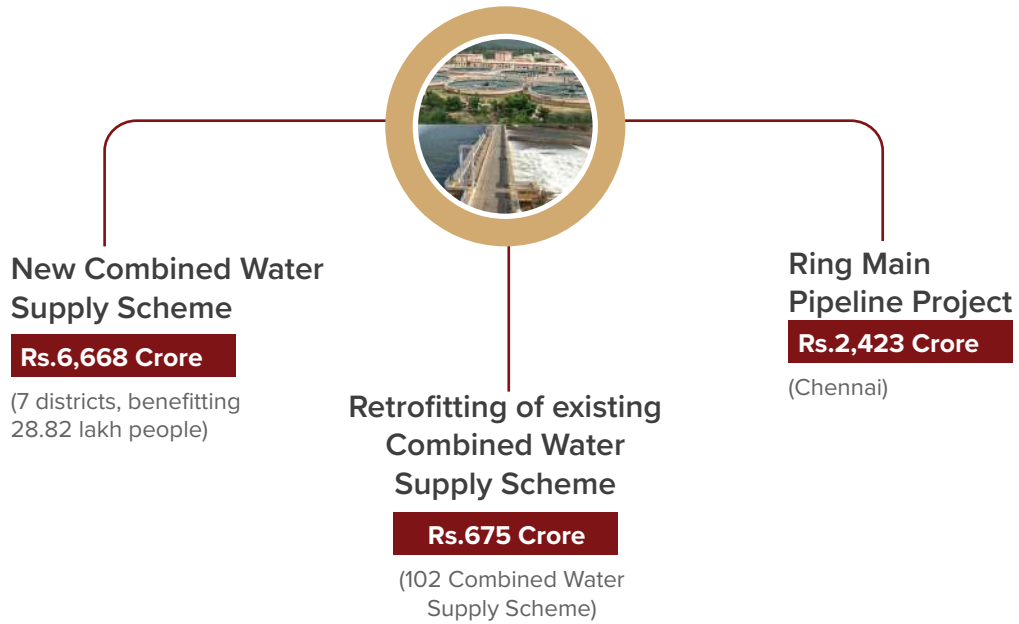 New Combined Water
Supply Scheme
Rs.6,668 Crore
(7 districts, benefitting
28.82 lakh people)
Retrofitting of existing
Combined Water
Supply Scheme
Rs.675 Crore
(102 Combined Water
Supply Scheme)
Ring Main
Pipeline Project
Rs.2,423 Crore
(Chennai)